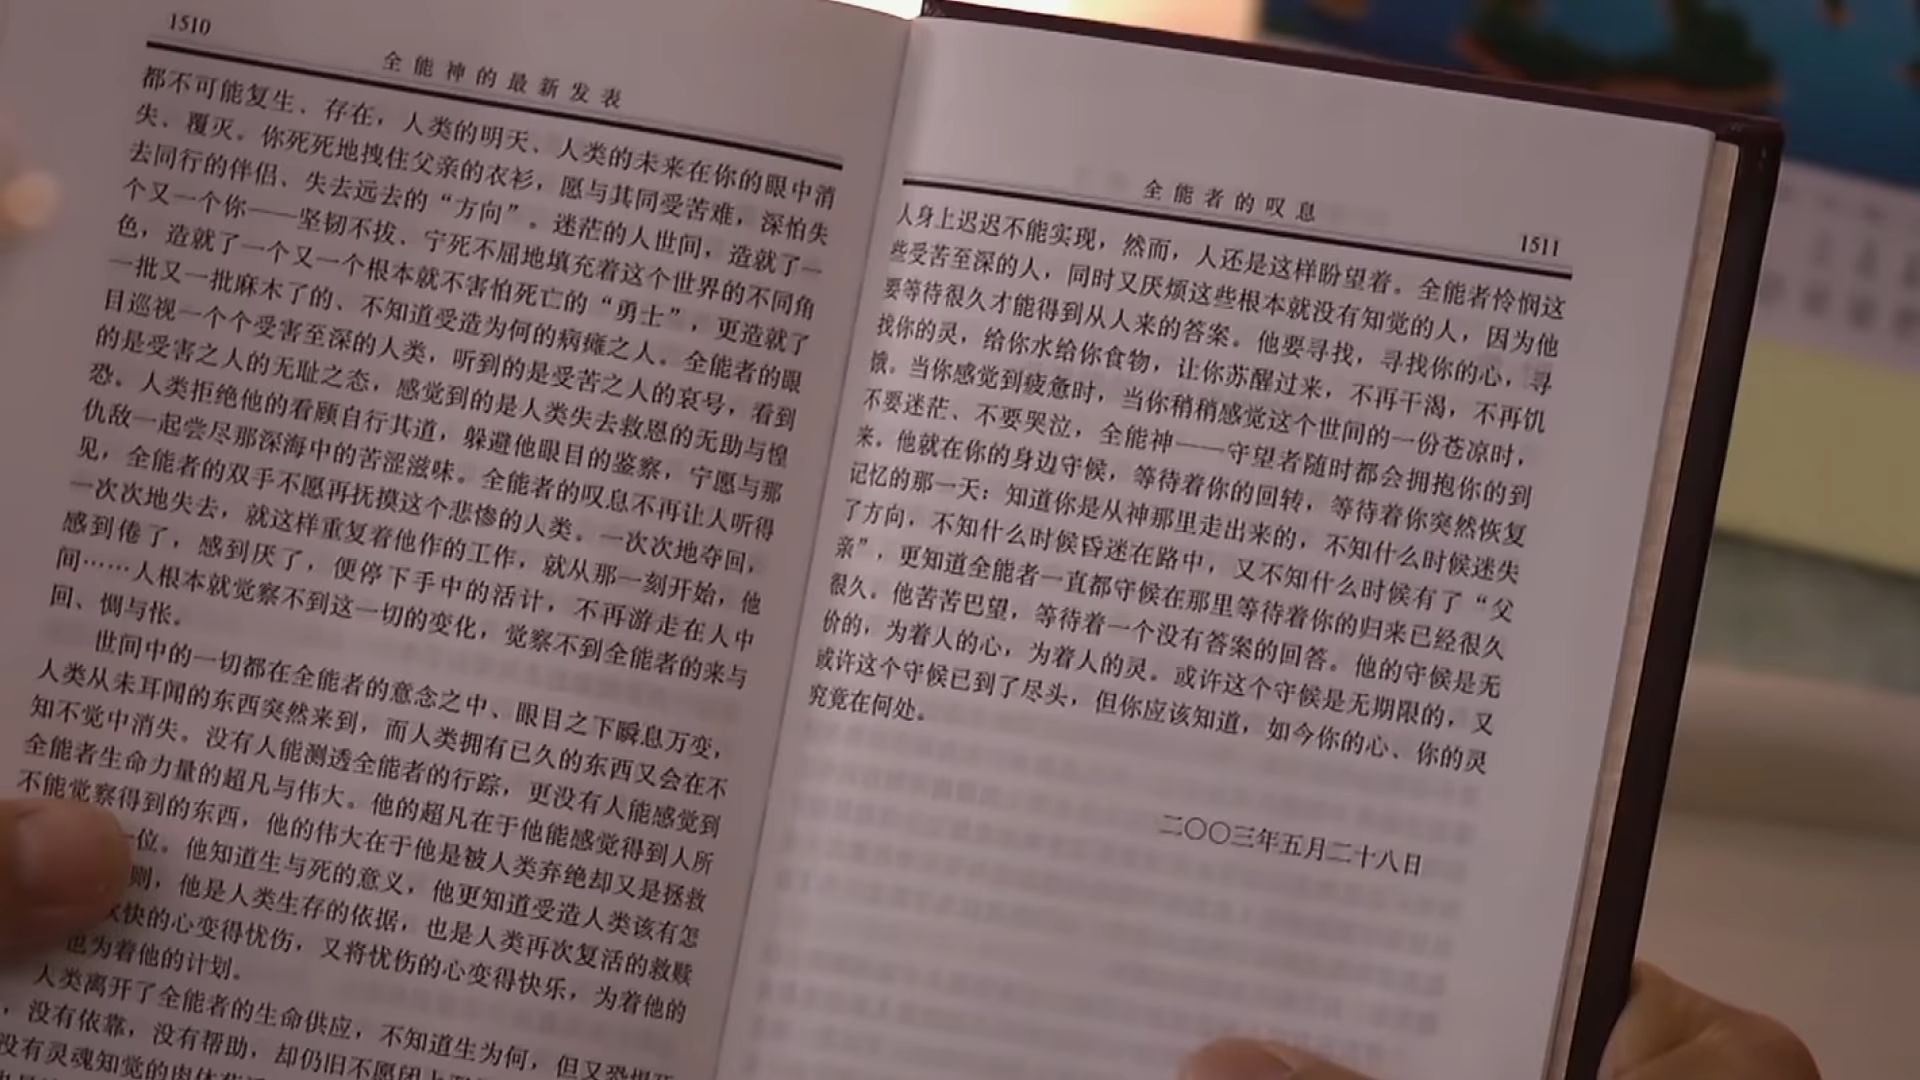 1510
全能神的最新发表
都不可能复生、存在，人类的明天、人类的未来在你的眼中消
失、覆灭。你死死地拽住父亲的衣衫，愿与其同受苦难，深怕失
去同行的伴侣、失去远去的“方向”。迷茫的人世间，造就了一
个又一个你——坚韧不拔、宁死不屈地填充着这个世界的不同角
色，造就了一个又一个根本就不害怕死亡的“勇士”，更造就了
一批又一批麻木了的、不知道受造为何的病瘫之人。全能者的眼
目巡视一个个受害至深的人类，听到的是受苦之人的哀号，看到
的是受害之人的无耻之态，感觉到的是人类失去救恩的无助与惶
恐。人类拒绝他的看顾自行其道，躲避他眼目的鉴察，宁愿与那
仇敌一起尝尽那深海中的苦涩滋味。全能者的叹息不再让人听得
见，全能者的双手不愿再抚摸这个悲惨的人类。一次次地夺回，
一次次地失去，就这样重复着他作的工作，就从那一刻开始，他
感到倦了，感到厌了，便停下手中的活计，不再游走在人中
间……人根本就觉察不到这一切的变化，觉察不到全能者的来与
回、惆与怅。
世间中的一切都在全能者的意念之中、眼目之下瞬息万变，
人类从未耳闻的东西突然来到，而人类拥有已久的东西又会在不
知不觉中消失。没有人能测透全能者的行踪，更没有人能感觉到
全能者生命力量的超凡与伟大。他的超凡在于他能感觉得到人所
不能觉察得到的东西，他的伟大在于他是被人类弃绝却又是拯救
一位。他知道生与死的意义，他更知道受造人类该有怎
则，他是人类生存的依据，也是人类再次复活的救赎
快的心变得忧伤，又将忧伤的心变得快乐，为着他的
也为着他的计划。
人类离开了全能者的生命供应，不知道生为何，但又恐惧
，没有依靠，没有帮助，却仍旧不愿闭上
没有灵魂知觉的肉体
全能者的叹息
1511
人身上迟迟不能实现，然而，人还是这样盼望着。全能者怜悯这
些受苦至深的人，同时又厌烦这些根本就没有知觉的人，因为他
要等待很久才能得到从人来的答案。他要寻找，寻找你的心，寻
找你的灵，给你水给你食物，让你苏醒过来，不再干渴，不再饥
饿。当你感觉到疲惫时，当你稍稍感觉这个世间的一份苍凉时，
不要迷茫、不要哭泣，全能神——守望者随时都会拥抱你的到
来。他就在你的身边守候，等待着你的回转，等待着你突然恢复
记忆的那一天：知道你是从神那里走出来的，不知什么时候迷失
了方向，不知什么时候昏迷在路中，又不知什么时候有了“父
亲”，更知道全能者一直都守候在那里等待着你的归来已经很久
很久。他苦苦巴望，等待着一个没有答案的回答。他的守候是无
价的，为着人的心，为着人的灵。或许这个守候是无期限的，又
或许这个守候已到了尽头，但你应该知道，如今你的心、你的灵
究竟在何处。
二〇〇三年五月二十八日